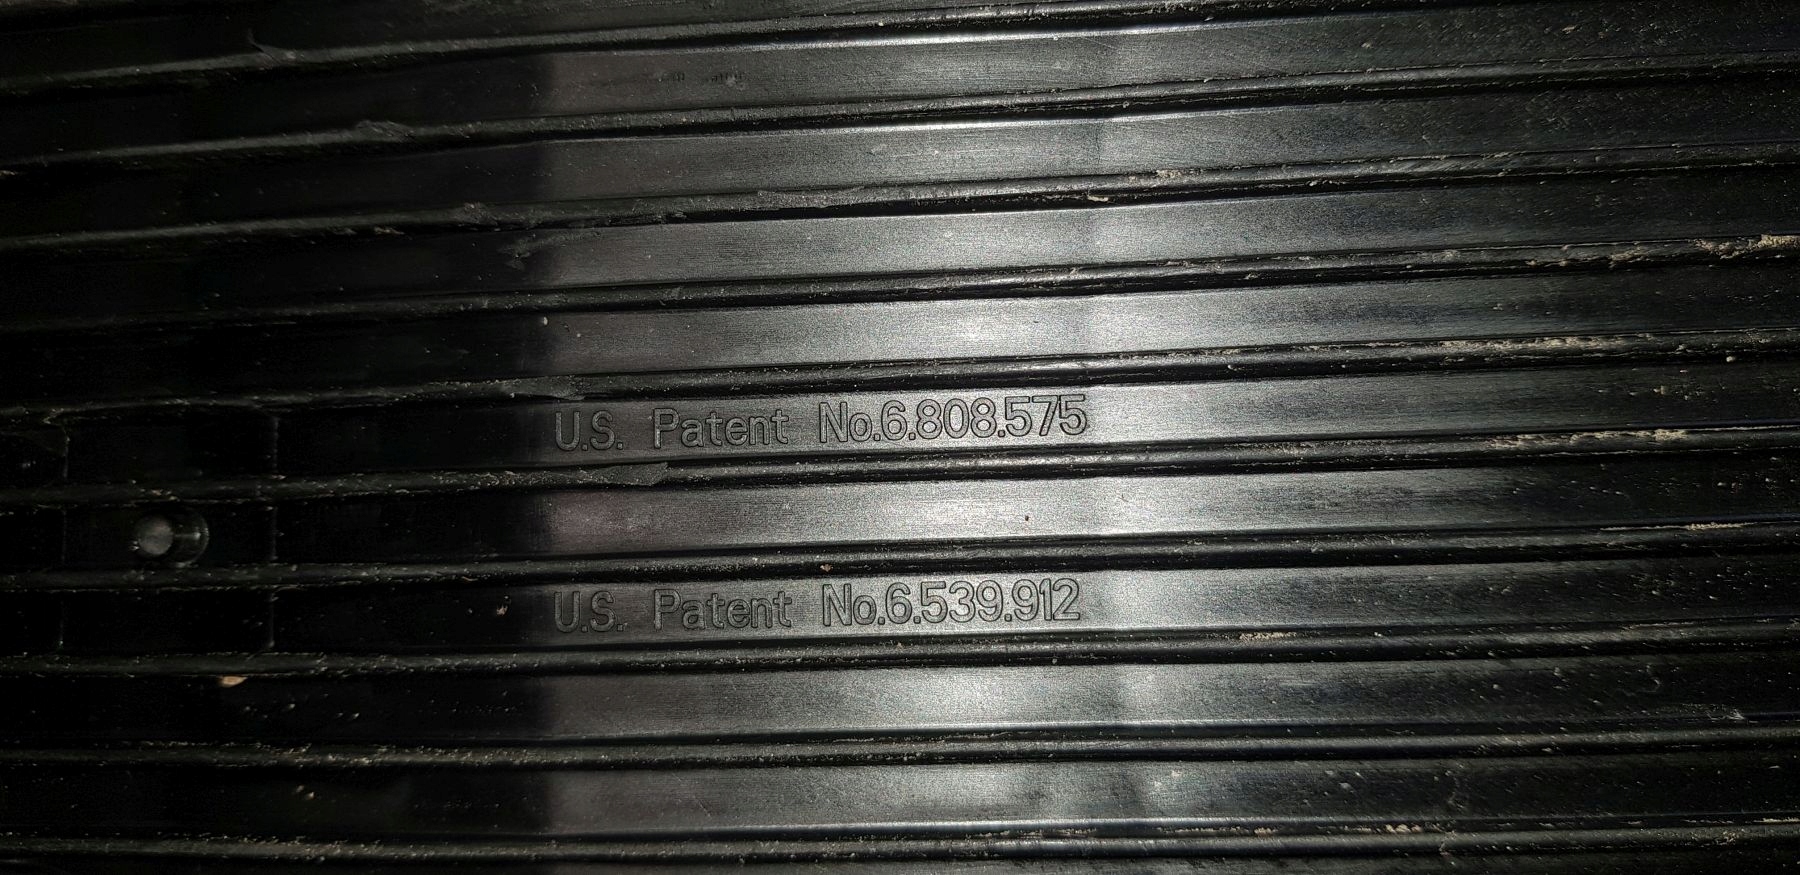 U.S. Patent No.6.808.575
U.S. Patent No.6.539.912